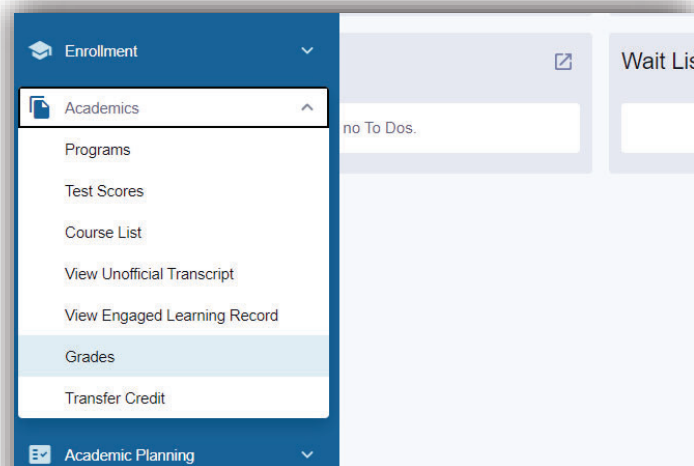 Enrollment
Wait Lis
Academics
no To Dos.
Programs
Test Scores
Course List
View Unofficial Transcript
View Engaged Learning Record
Grades
Transfer Credit
Academic Planning